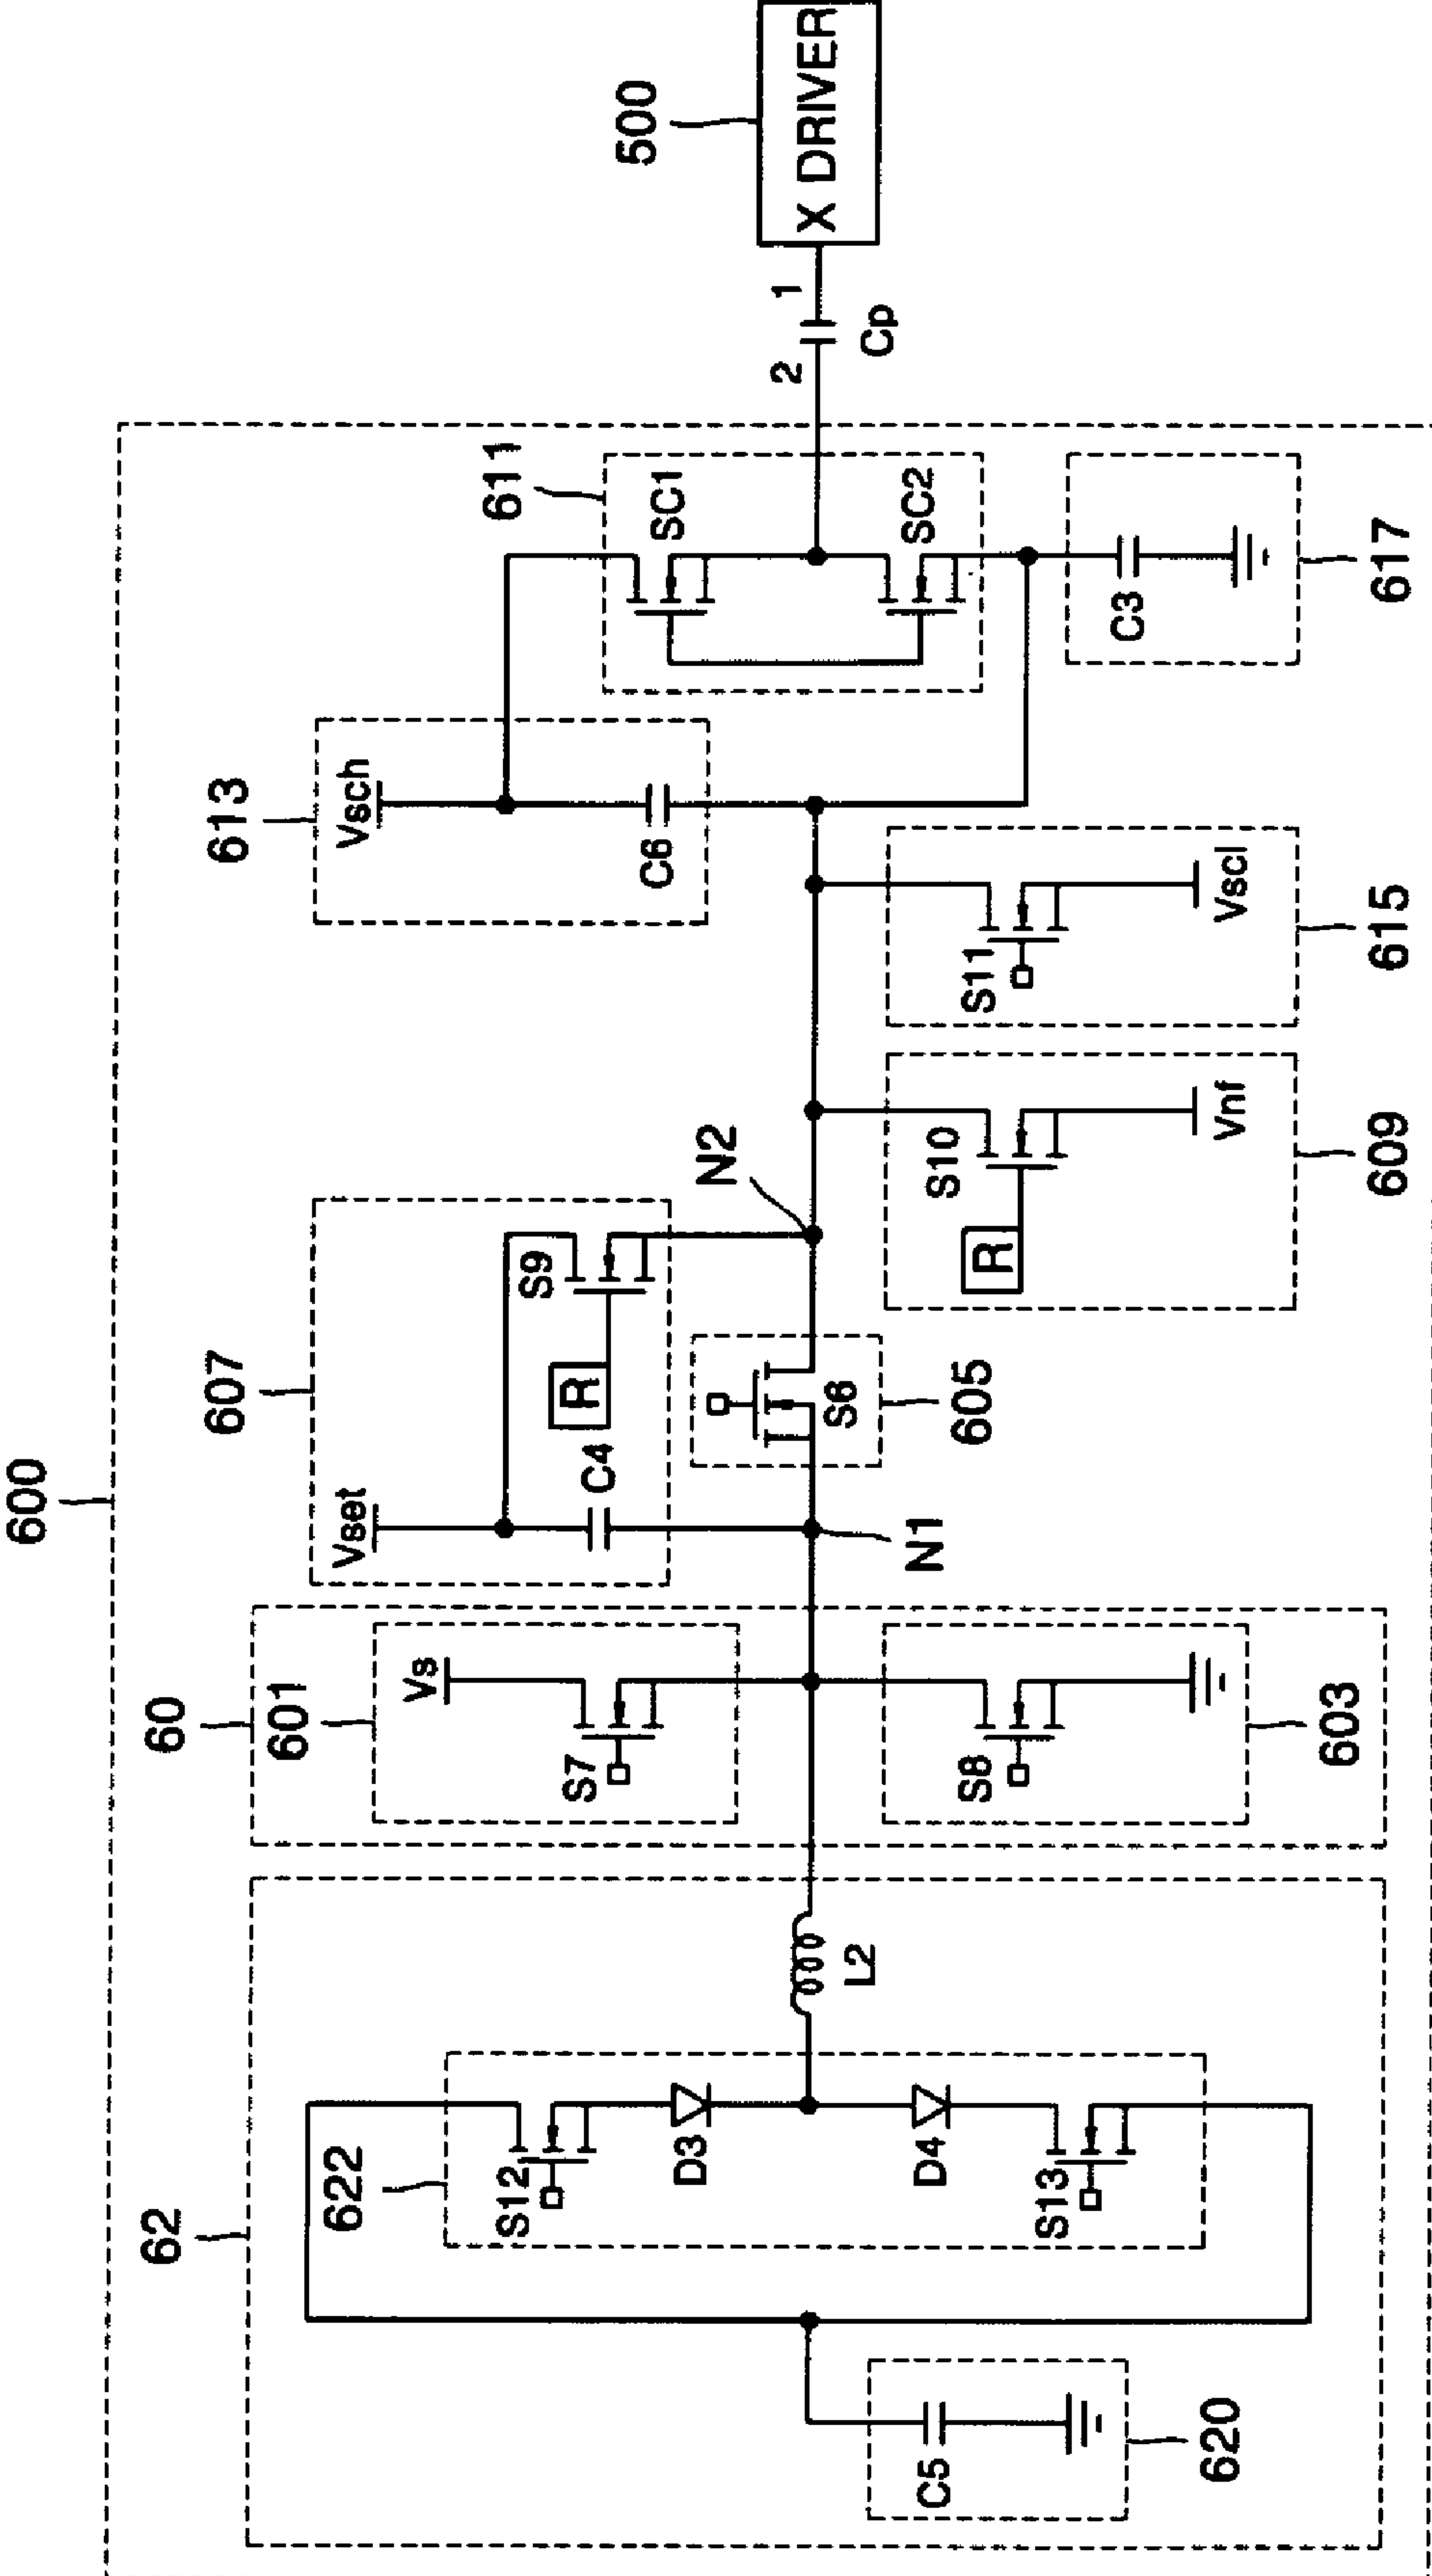 600
62
622
S12
D3
D4
S13
C5
620
L2
60
601
Vs
S7
S8
603
607
Vset
C4
R
S9
N1
S6
605
N2
R
S10
Vnf
609
613
Vsch
C6
S11
Vscl
615
611
SC1
SC2
C3
617
2
1
Cp
500
X DRIVER